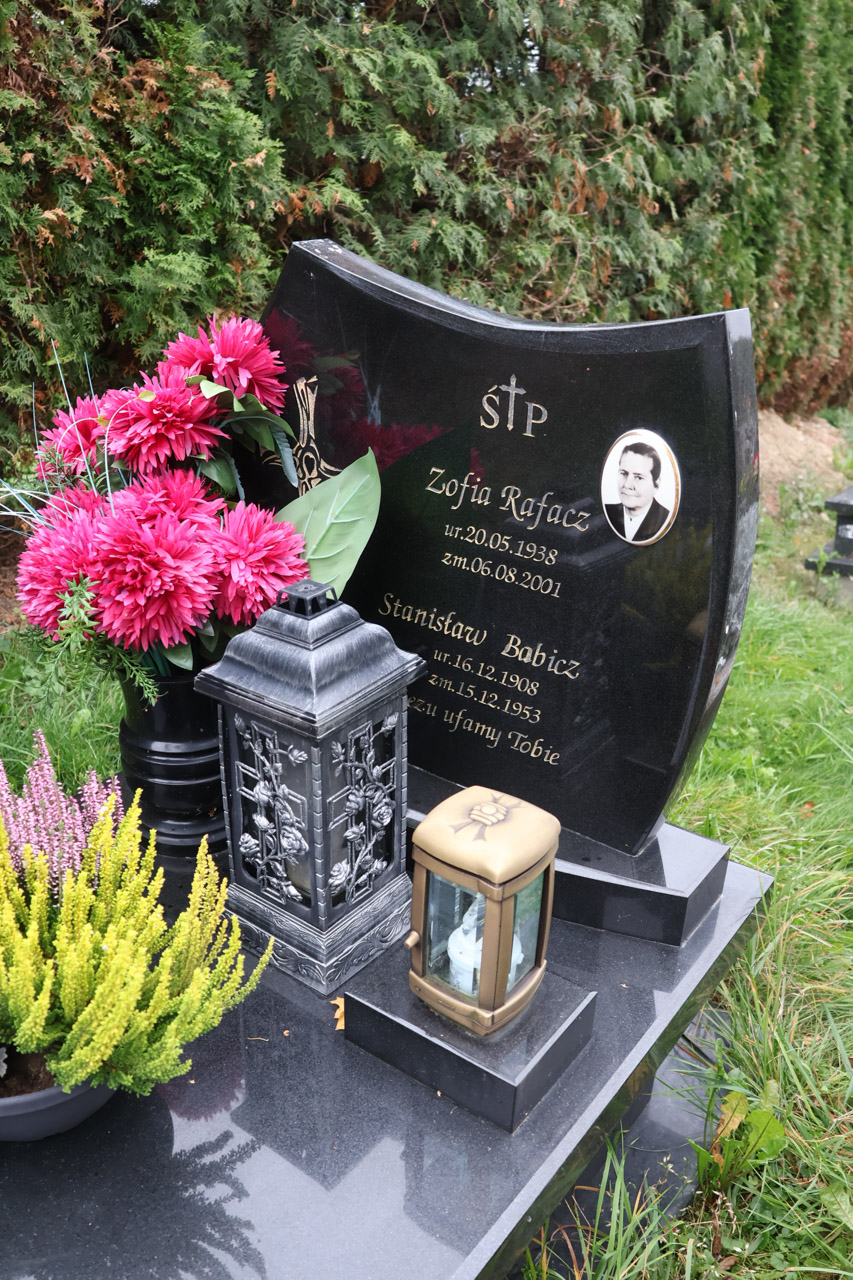 Ś†P
Zofia Rafacz
ur.20.05.1938
zm.06.08.2001
Stanisław Babicz
ur.16.12.1908
zm.15.12.1953
ufamy Tobie